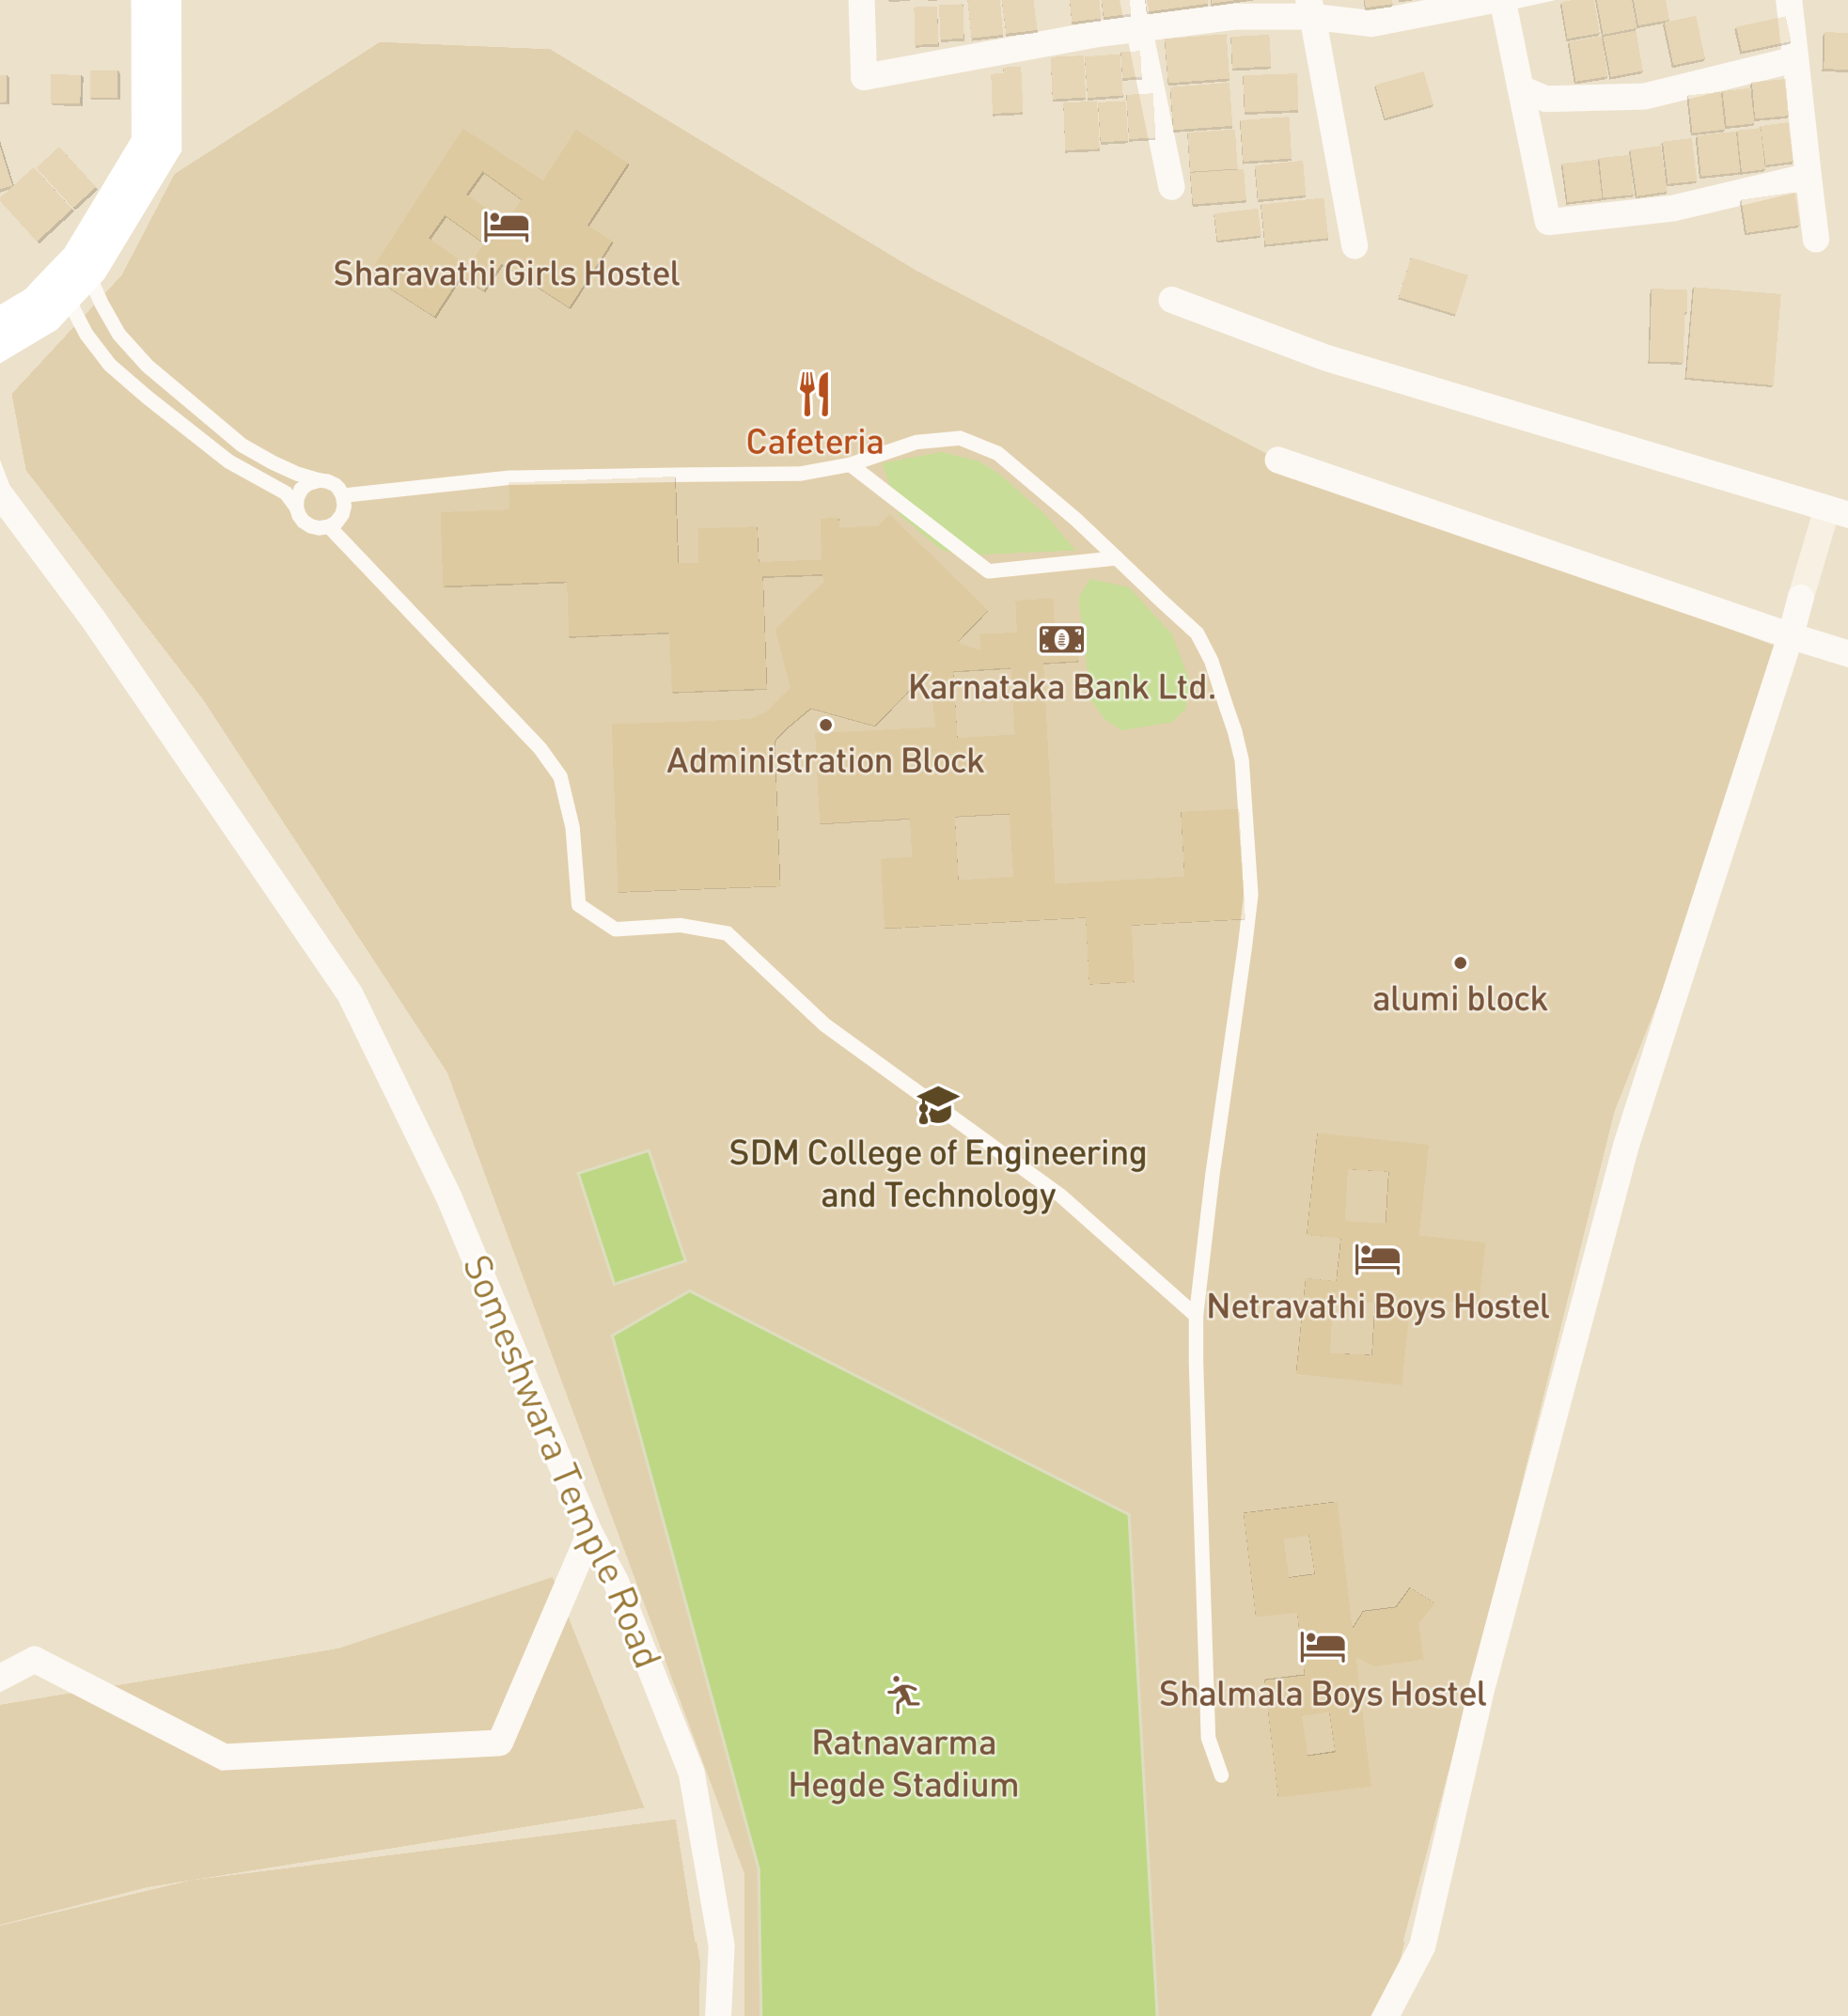 Sharavathi Girls Hostel
Cafeteria
Karnataka Bank Ltd.
Administration Block
alumi block
SDM College of Engineering
and Technology
Netravathi Boys Hostel
Someshwara Temple Road
Shalmala Boys Hostel
Ratnavarma
Hegde Stadium